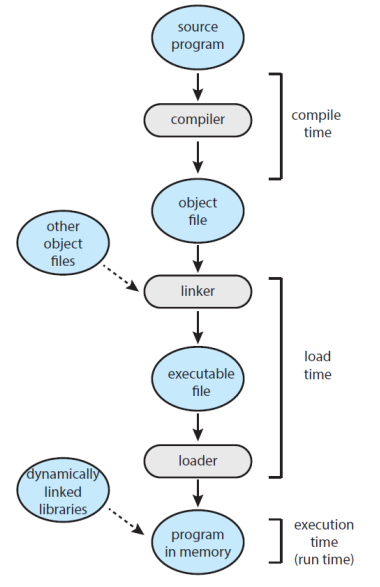 source
program
compiler
compile
time
object
file
other
object
files
linker
executable
file
load
time
loader
dynamically
linked
libraries
program
in memory
execution
time
(run time)